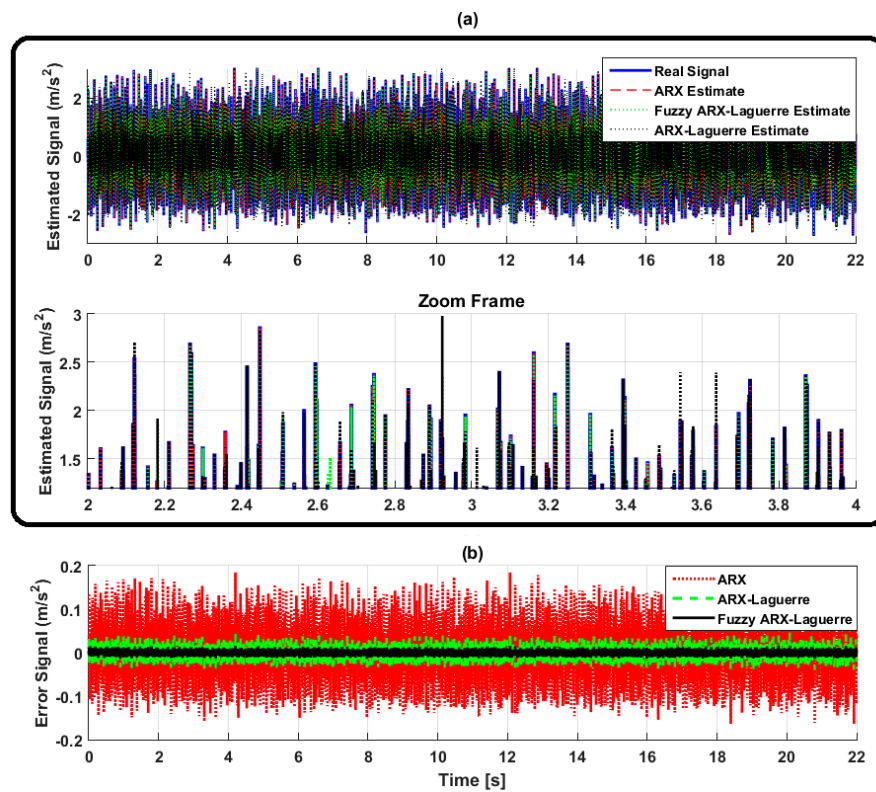 (a)
Estimated Signal (m/s²)
2
0
-2
Real Signal
ARX Estimate
Fuzzy ARX-Laguerre Estimate
ARX-Laguerre Estimate
0 2 4 6 8 10 12 14 16 18 20 22
Zoom Frame
Estimated Signal (m/s²)
3
2.5
2
1.5
2 2.2 2.4 2.6 2.8 3 3.2 3.4 3.6 3.8 4
(b)
Error Signal (m/s²)
0.2
0.1
0
-0.1
-0.2
ARX
ARX-Laguerre
Fuzzy ARX-Laguerre
0 2 4 6 8 10 12 14 16 18 20 22
Time [s]